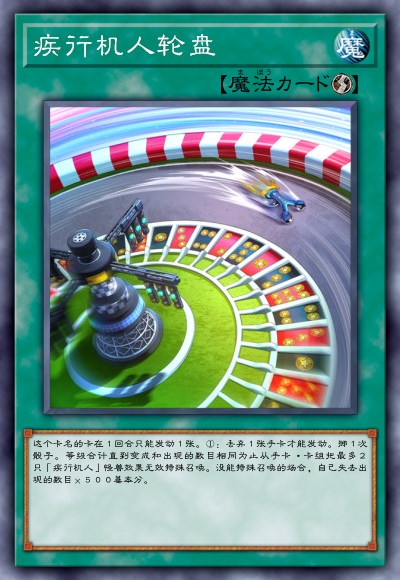 疾行机人轮盘
魔
まほう
【魔法カード】
这个卡名的卡在1回合只能发动1张。①：丢弃1张手卡才能发动。掷1次
骰子。等级合计直到变成和出现的数目相同为止从手卡·卡组把最多2
只「疾行机人」怪兽效果无效特殊召唤。没能特殊召唤的场合，自己失去出
现的数目×500基本分。